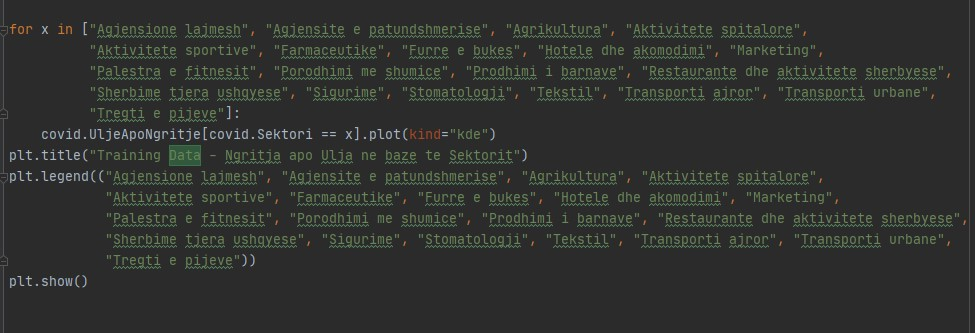 for x in ["Agjensione lajmesh", "Agjensite e patundshmerise", "Agrikultura", "Aktivitete spitalore",
"Aktivitete sportive", "Farmaceutike", "Furre e bukes", "Hotele dhe akomodimi", "Marketing",
"Palestra e fitnesit", "Porodhimi me shumice", "Prodhimi i barnave", "Restaurante dhe aktivitete sherbyese",
"Sherbime tjera ushqyese", "Sigurime", "Stomatologji", "Tekstil", "Transporti ajror", "Transporti urbane",
"Tregti e pijeve"]:
covid.UljeApoNgritje[covid.Sektori == x].plot(kind="kde")
plt.title("Training Data - Ngritja apo Ulja ne baze te Sektorit")
plt.legend(("Agjensione lajmesh", "Agjensite e patundshmerise", "Agrikultura", "Aktivitete spitalore",
"Aktivitete sportive", "Farmaceutike", "Furre e bukes", "Hotele dhe akomodimi", "Marketing",
"Palestra e fitnesit", "Porodhimi me shumice", "Prodhimi i barnave", "Restaurante dhe aktivitete sherbyese",
"Sherbime tjera ushqyese", "Sigurime", "Stomatologji", "Tekstil", "Transporti ajror", "Transporti urbane",
"Tregti e pijeve"))
plt.show()